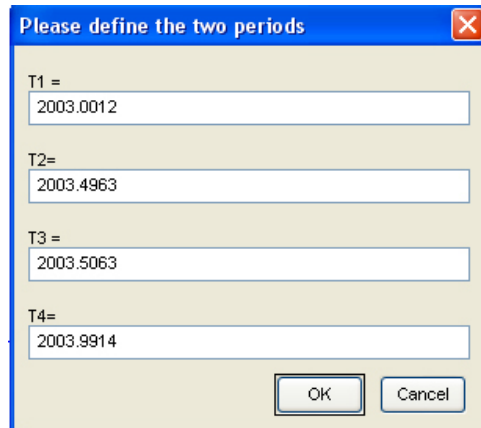 Please define the two periods
T1 =
2003.0012
T2=
2003.4963
T3 =
2003.5063
T4=
2003.9914
OK Cancel